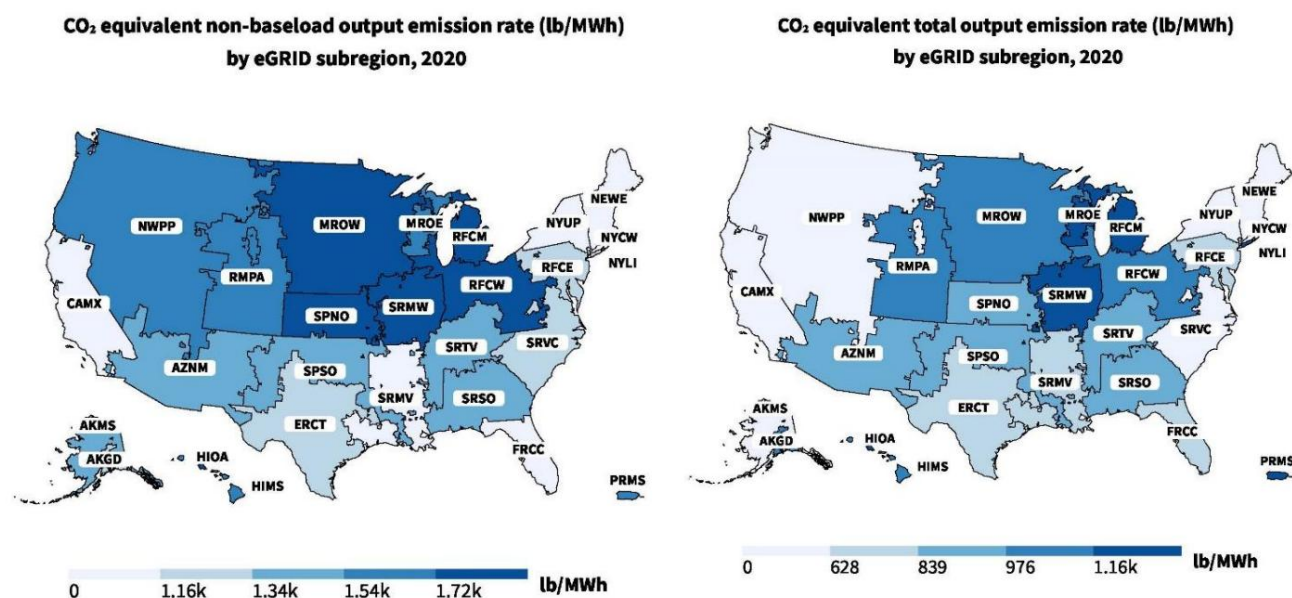 CO₂ equivalent non-baseload output emission rate (lb/MWh)
by eGRID subregion, 2020
NEWE
NYUP
MROE
NWPP
MROW
RFCM
NYCW
NYLI
RFCE
RMPA
RFCW
CAMX
SRMW
SPNO
SRTV
SRVC
AZNM
SPSO
SRMV
SRSO
ERCT
AKMS
FRCC
AKGD
HIOA
HIMS
PRMS
0 1.16k 1.34k 1.54k 1.72k lb/MWh
CO₂ equivalent total output emission rate (lb/MWh)
by eGRID subregion, 2020
NEWE
NYUP
MROE
NWPP
MROW
RFCM
NYCW
NYLI
RFCE
RMPA
RFCW
CAMX
SRMW
SPNO
SRTV
SRVC
AZNM
SPSO
SRMV
SRSO
ERCT
AKMS
FRCC
AKGD
HIOA
HIMS
PRMS
0 628 839 976 1.16k lb/MWh